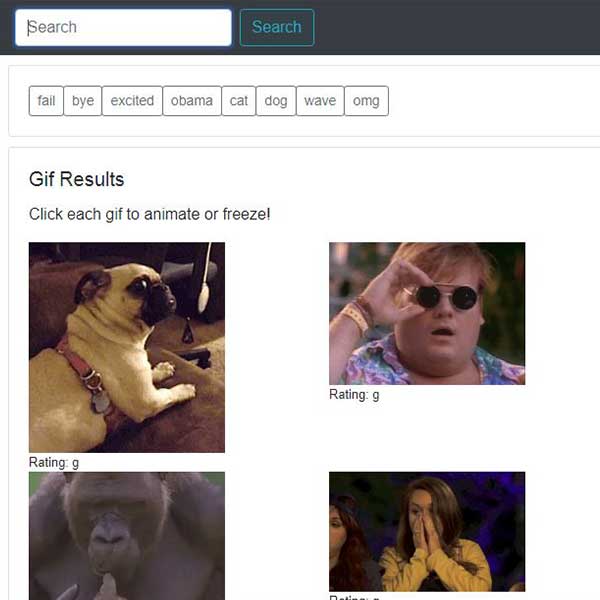 Search Search
fail bye excited obama cat dog wave omg
Gif Results
Click each gif to animate or freeze!
Rating: g
Rating: g
Rating: g